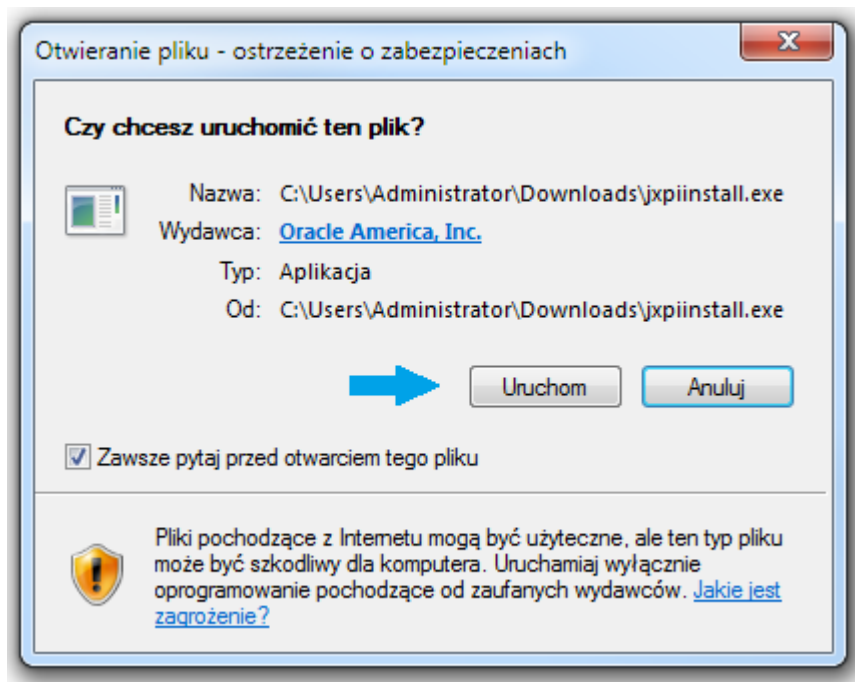 Otwieranie pliku - ostrzeżenie o zabezpieczeniach
Czy chcesz uruchomić ten plik?
Nazwa: C:\Users\Administrator\Downloads\jxpiinstall.exe
Wydawca: Oracle America, Inc.
Typ: Aplikacja
Od: C:\Users\Administrator\Downloads\jxpiinstall.exe
Uruchom Anuluj
Zawsze pytaj przed otwarciem tego pliku
Pliki pochodzące z Internetu mogą być użyteczne, ale ten typ pliku
może być szkodliwy dla komputera. Uruchamiaj wyłącznie
oprogramowanie pochodzące od zaufanych wydawców. Jakie jest
zagrożenie?